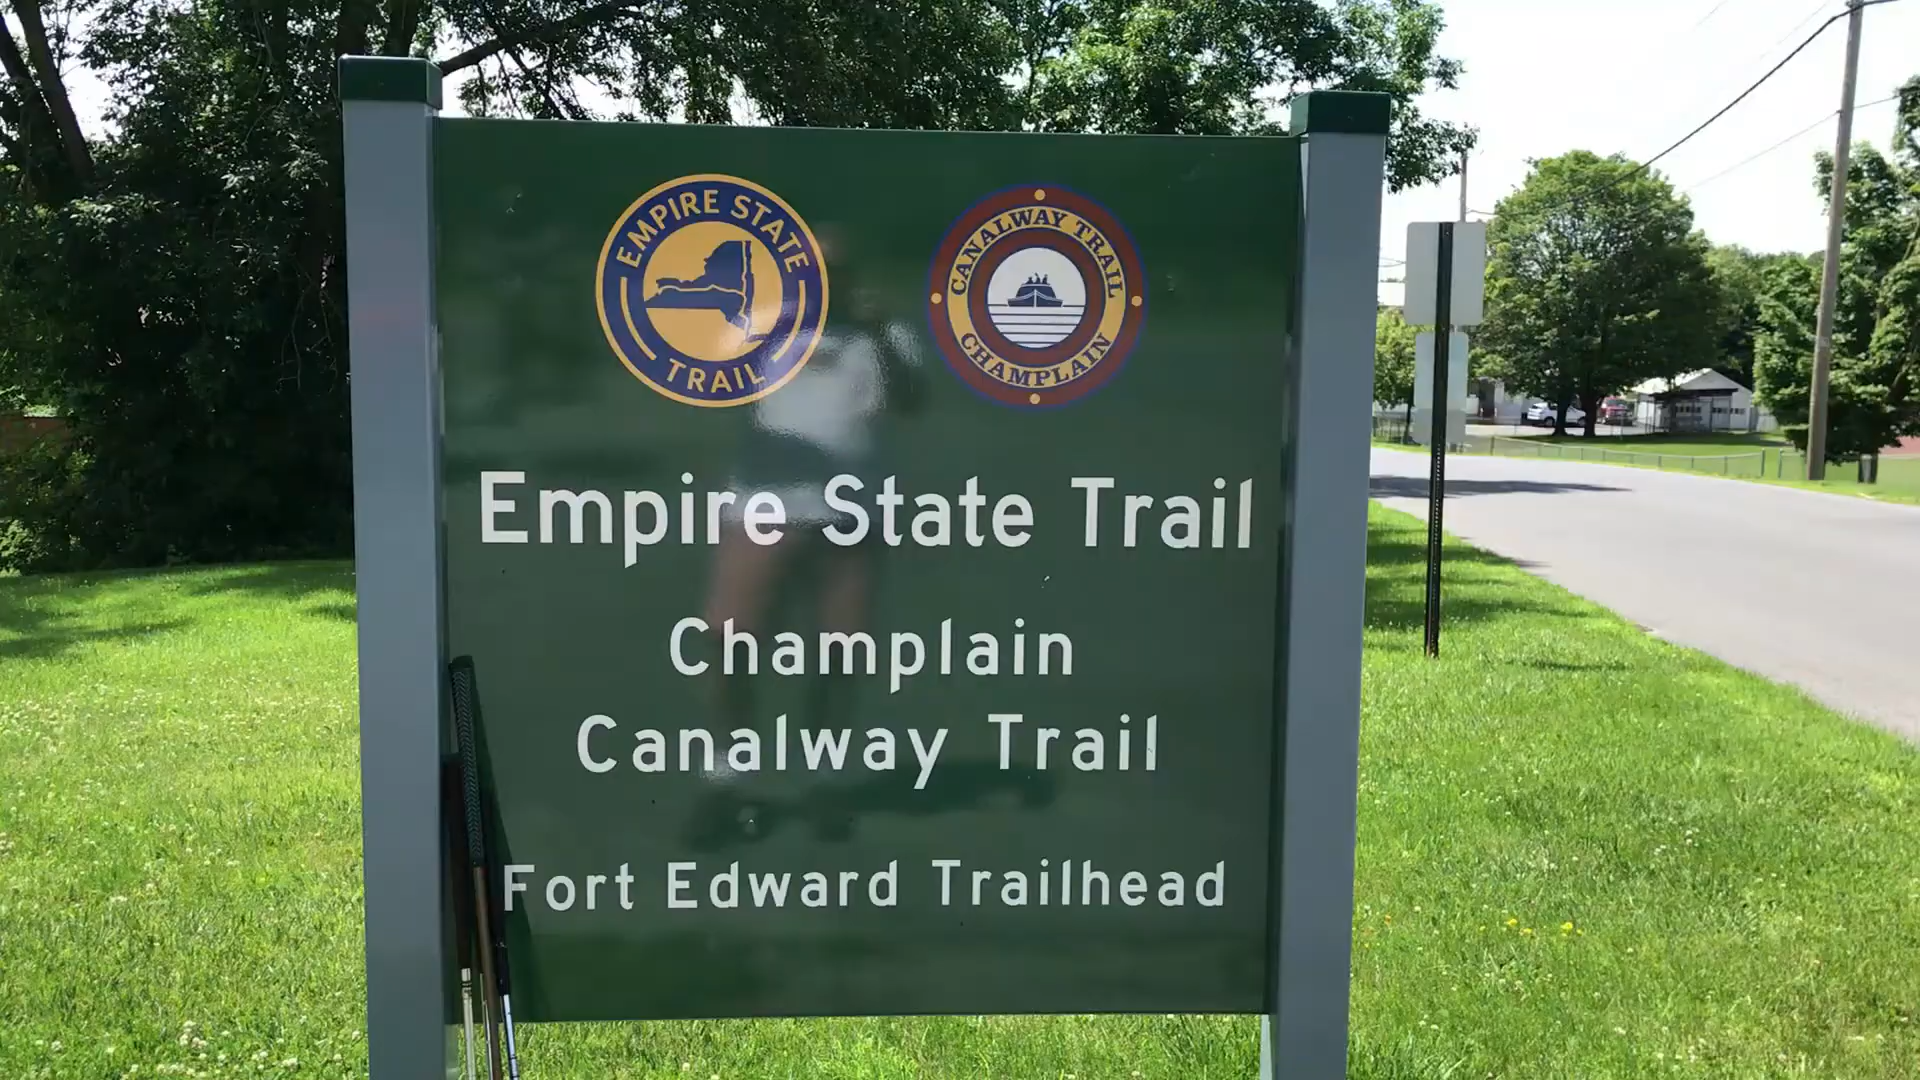 EMPIRE STATE
TRAIL
CANALWAY TRAIL
CHAMPLAIN
Empire State Trail
Champlain
Canalway Trail
Fort Edward Trailhead